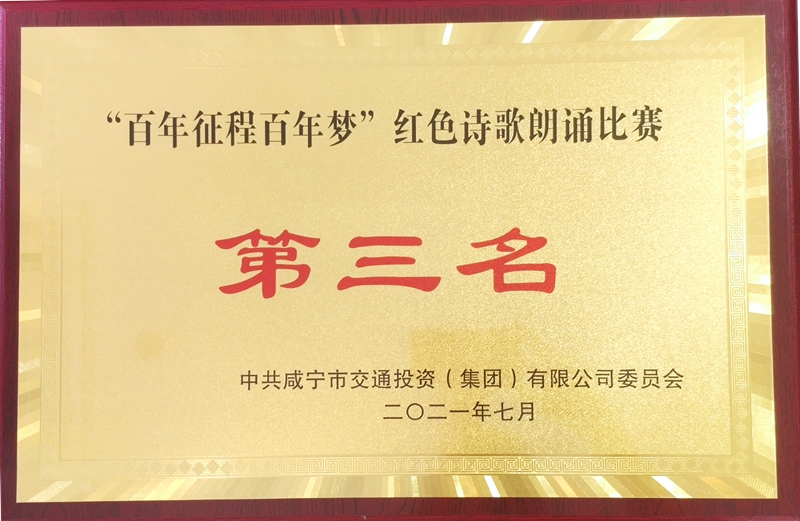 “百年征程百年梦”红色诗歌朗诵比赛
第三名
中共咸宁市交通投资（集团）有限公司委员会
二〇二一年七月